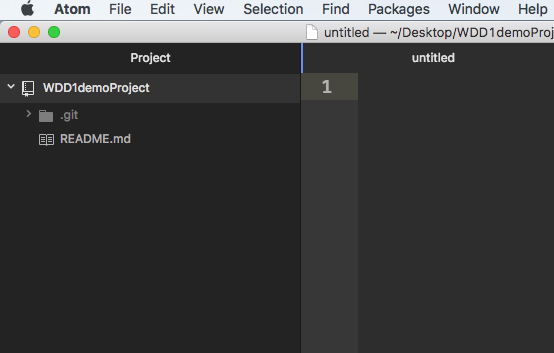 Atom File Edit View Selection Find Packages Window Help
untitled — ~/Desktop/WDD1demoProj
Project untitled
WDD1demoProject
1
.git
README.md